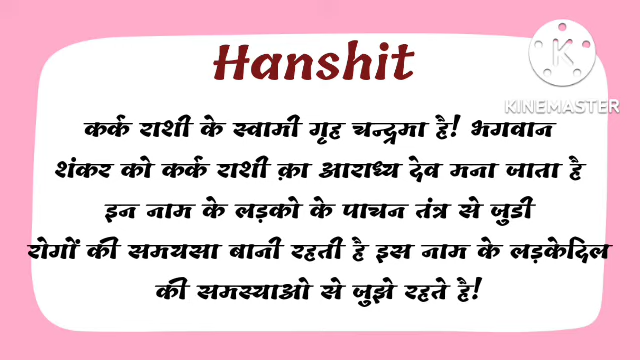 Hanshit
KINEMASTER
कर्क राशी के स्वामी गृह चन्द्रमा है! भगवान
शंकर को कर्क राशी क़ा आराध्य देव मना जाता है
इन नाम के लड़को के पाचन तंत्र से जुडी
रोगों की समयसा बानी रहती है इस नाम के लड़केदिल
की समस्याओ से जुझे रहते है!